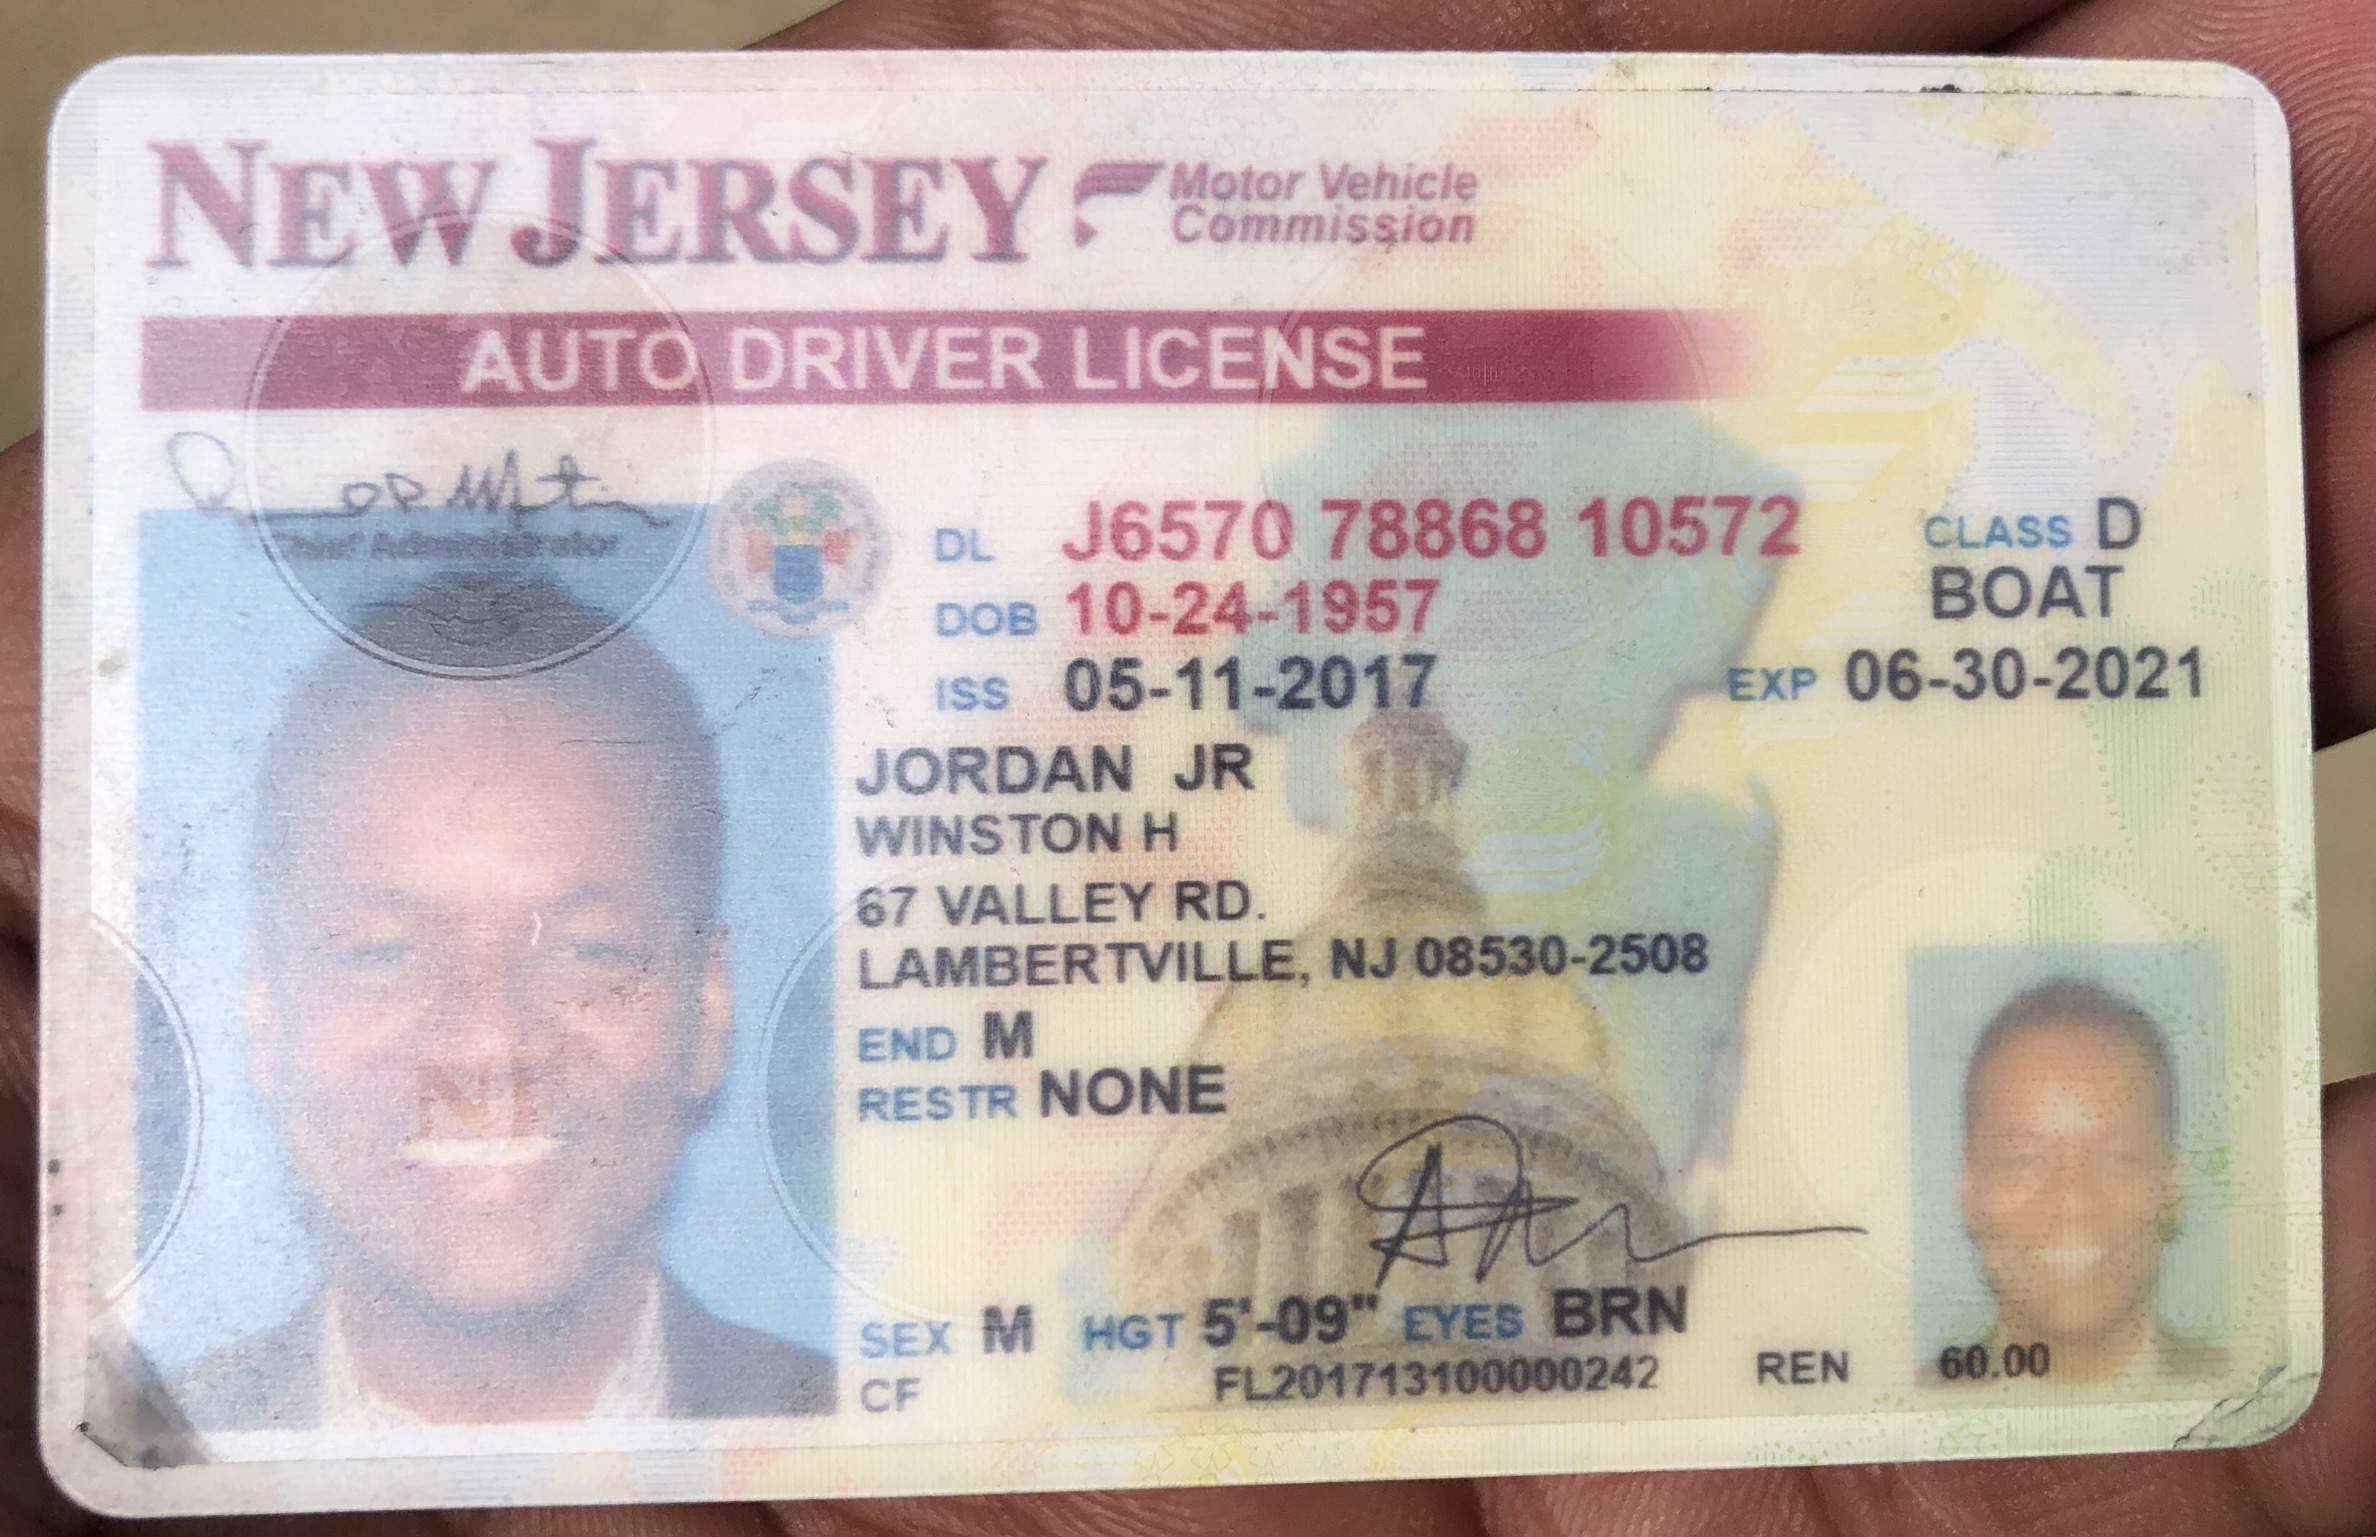 NEW JERSEY Motor Vehicle Commission
AUTO DRIVER LICENSE
Chief Administrator
DL J6570 78868 10572 CLASS D
DOB 10-24-1957 BOAT
ISS 05-11-2017 EXP 06-30-2021
JORDAN JR
WINSTON H
67 VALLEY RD.
LAMBERTVILLE, NJ 08530-2508
END M
RESTR NONE
SEX M HGT 5'-09" EYES BRN
CF FL201713100000242 REN 60.00